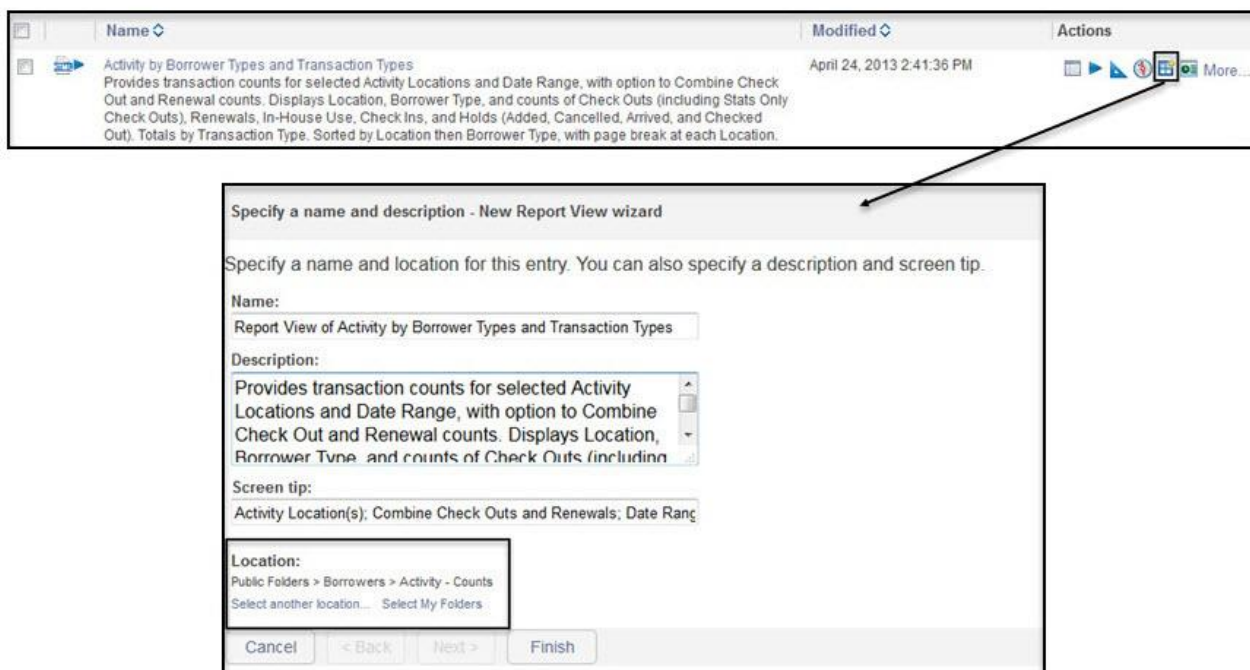 Name Modified Actions
Activity by Borrower Types and Transaction Types April 24, 2013 2:41:36 PM More...
Provides transaction counts for selected Activity Locations and Date Range, with option to Combine Check
Out and Renewal counts. Displays Location, Borrower Type, and counts of Check Outs (including Stats Only
Check Outs), Renewals, In-House Use, Check Ins, and Holds (Added, Cancelled, Arrived, and Checked
Out). Totals by Transaction Type. Sorted by Location then Borrower Type, with page break at each Location.
Specify a name and description - New Report View wizard
Specify a name and location for this entry. You can also specify a description and screen tip.
Name:
Report View of Activity by Borrower Types and Transaction Types
Description:
Provides transaction counts for selected Activity
Locations and Date Range, with option to Combine
Check Out and Renewal counts. Displays Location,
Borrower Type, and counts of Check Outs (including
Screen tip:
Activity Location(s); Combine Check Outs and Renewals; Date Rang
Location:
Public Folders > Borrowers > Activity - Counts
Select another location... Select My Folders
Cancel < Back Next > Finish